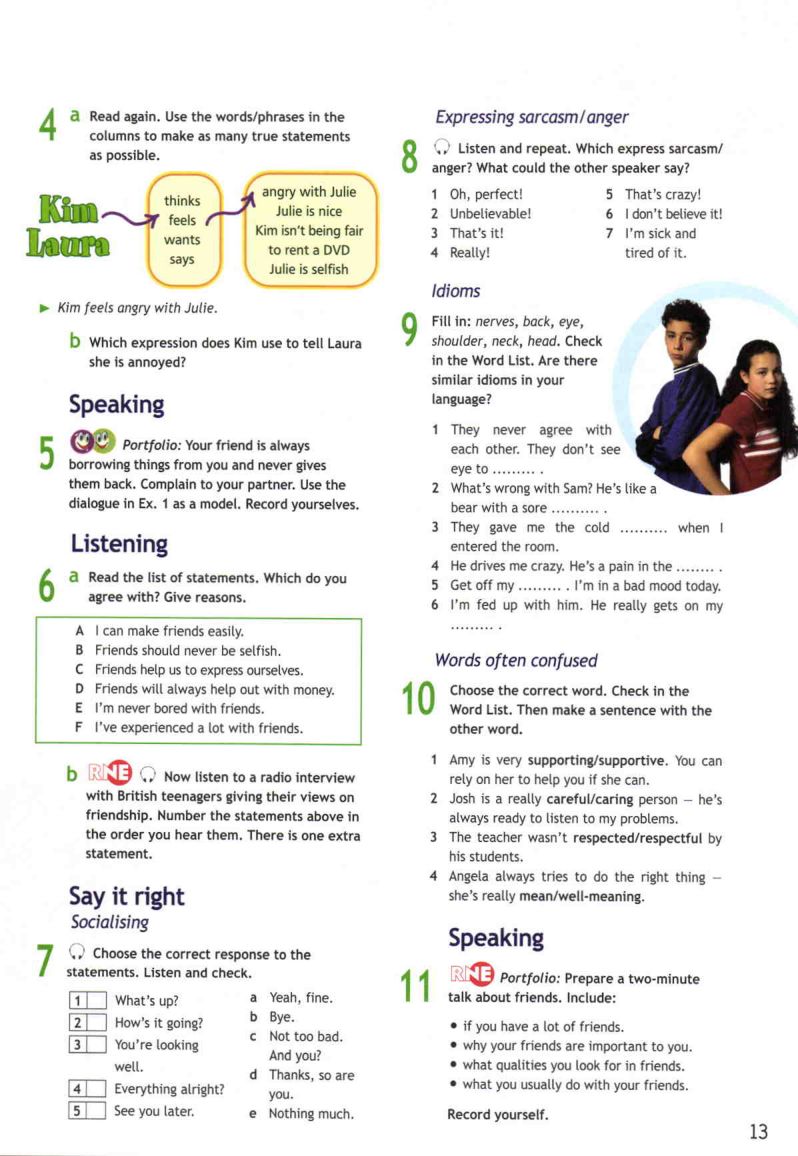 4 a Read again. Use the words/phrases in the
columns to make as many true statements
as possible.
Kim
Laura
thinks
feels
wants
says
angry with Julie
Julie is nice
Kim isn't being fair
to rent a DVD
Julie is selfish
► Kim feels angry with Julie.
b Which expression does Kim use to tell Laura
she is annoyed?
Speaking
5 Portfolio: Your friend is always
borrowing things from you and never gives
them back. Complain to your partner. Use the
dialogue in Ex. 1 as a model. Record yourselves.
Listening
6 a Read the list of statements. Which do you
agree with? Give reasons.
A I can make friends easily.
B Friends should never be selfish.
C Friends help us to express ourselves.
D Friends will always help out with money.
E I'm never bored with friends.
F I've experienced a lot with friends.
b RNE Now listen to a radio interview
with British teenagers giving their views on
friendship. Number the statements above in
the order you hear them. There is one extra
statement.
Say it right
Socialising
7 Choose the correct response to the
statements. Listen and check.
1 What's up?
2 How's it going?
3 You're looking
well.
4 Everything alright?
5 See you later.
a Yeah, fine.
b Bye.
c Not too bad.
And you?
d Thanks, so are
you.
e Nothing much.
Expressing sarcasm/anger
8 Listen and repeat. Which express sarcasm/
anger? What could the other speaker say?
1 Oh, perfect!
2 Unbelievable!
3 That's it!
4 Really!
5 That's crazy!
6 I don't believe it!
7 I'm sick and
tired of it.
Idioms
9 Fill in: nerves, back, eye,
shoulder, neck, head. Check
in the Word List. Are there
similar idioms in your
language?
1 They never agree with
each other. They don't see
eye to .......... .
2 What's wrong with Sam? He's like a
bear with a sore .......... .
3 They gave me the cold .......... when I
entered the room.
4 He drives me crazy. He's a pain in the ........ .
5 Get off my ......... . I'm in a bad mood today.
6 I'm fed up with him. He really gets on my
......... .
Words often confused
10 Choose the correct word. Check in the
Word List. Then make a sentence with the
other word.
1 Amy is very supporting/supportive. You can
rely on her to help you if she can.
2 Josh is a really careful/caring person – he's
always ready to listen to my problems.
3 The teacher wasn't respected/respectful by
his students.
4 Angela always tries to do the right thing –
she's really mean/well-meaning.
Speaking
11 RNE Portfolio: Prepare a two-minute
talk about friends. Include:
• if you have a lot of friends.
• why your friends are important to you.
• what qualities you look for in friends.
• what you usually do with your friends.
Record yourself.
13